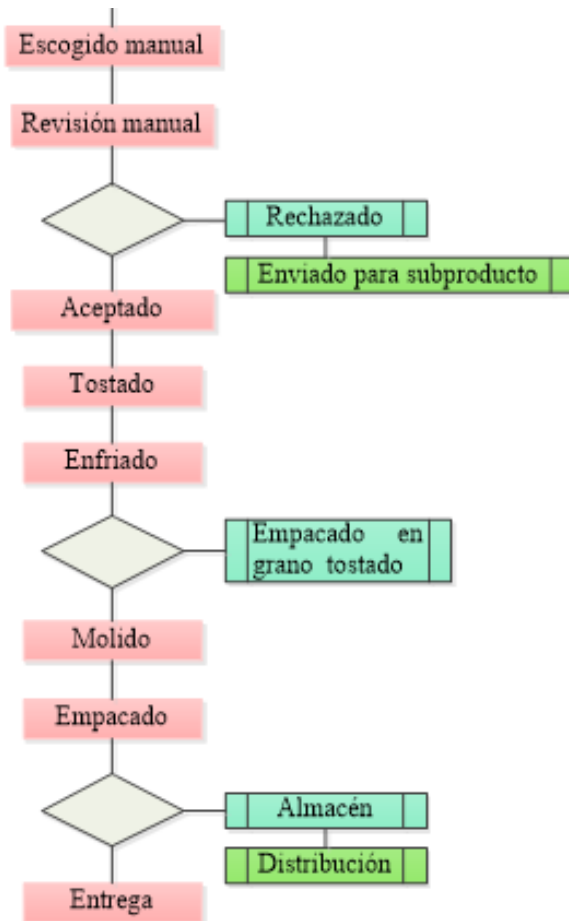 Escogido manual
Revisión manual
Rechazado
Enviado para subproducto
Aceptado
Tostado
Enfriado
Empacado en
grano tostado
Molido
Empacado
Almacén
Distribución
Entrega